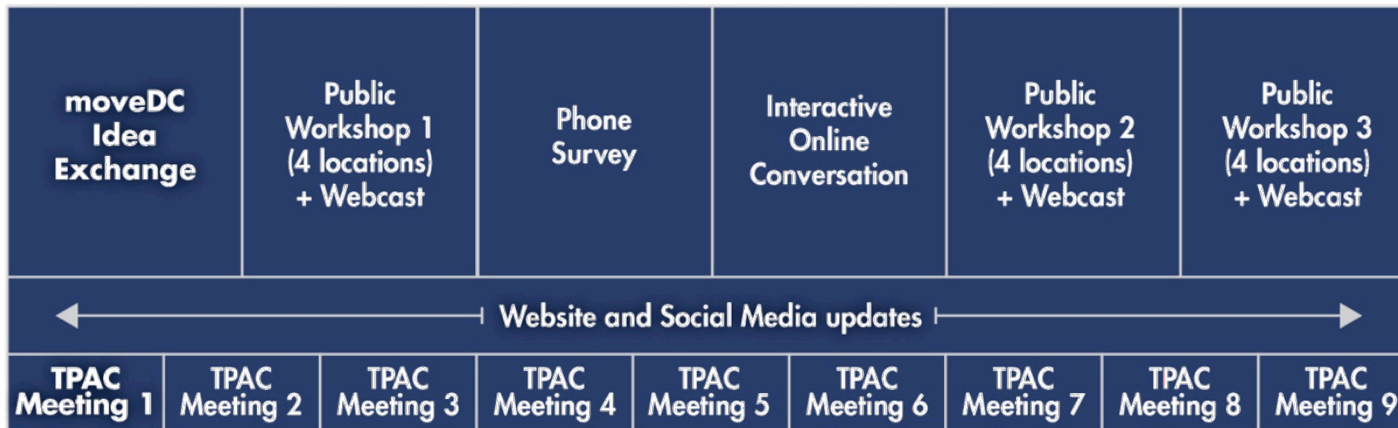 moveDC
Idea
Exchange
Public
Workshop 1
(4 locations)
+ Webcast
Phone
Survey
Interactive
Online
Conversation
Public
Workshop 2
(4 locations)
+ Webcast
Public
Workshop 3
(4 locations)
+ Webcast
Website and Social Media updates
TPAC
Meeting 1
TPAC
Meeting 2
TPAC
Meeting 3
TPAC
Meeting 4
TPAC
Meeting 5
TPAC
Meeting 6
TPAC
Meeting 7
TPAC
Meeting 8
TPAC
Meeting 9